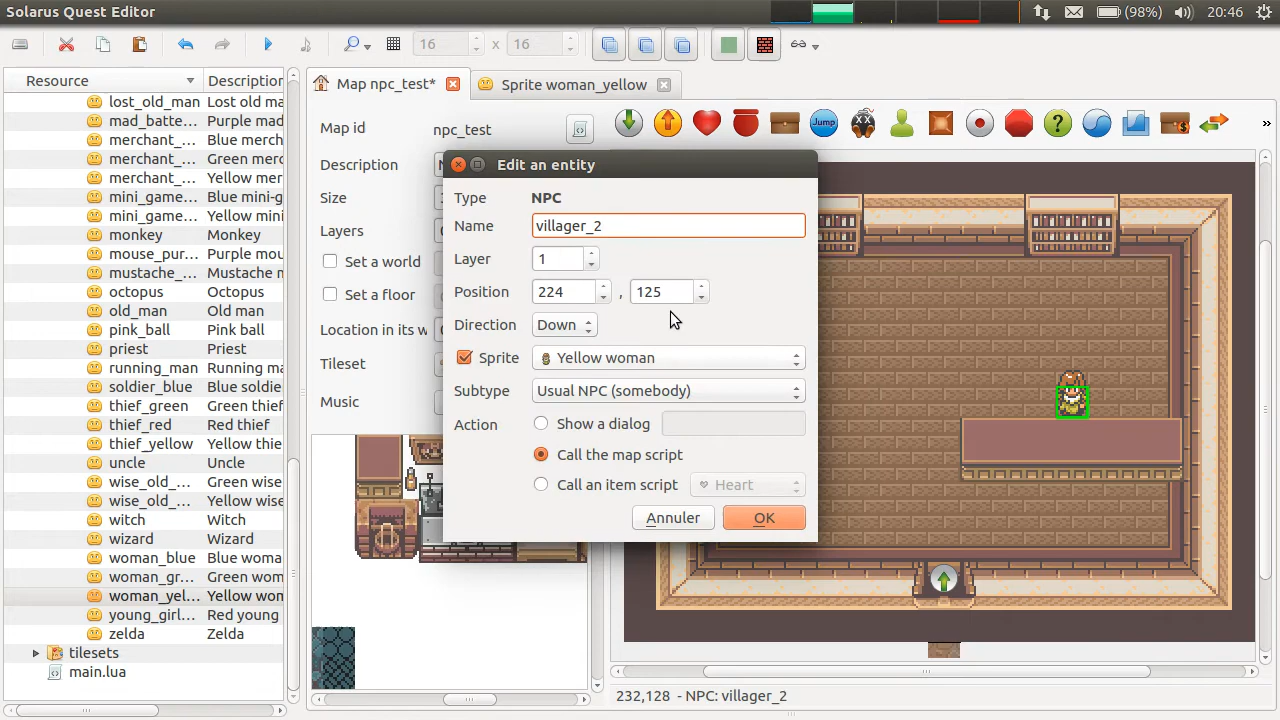 Solarus Quest Editor
(98%)
20:46
16 x 16
Resource
Description
lost_old_man Lost old ma
mad_batte... Purple mad
merchant_... Blue merch
merchant_... Green merc
merchant_... Yellow mer
mini_game... Blue mini-g
mini_game... Yellow mini
monkey Monkey
mouse_pur... Purple mou
mustache_... Mustache m
octopus Octopus
old_man Old man
pink_ball Pink ball
priest Priest
running_man Running ma
soldier_blue Blue soldie
thief_green Green thief
thief_red Red thief
thief_yellow Yellow thief
uncle Uncle
wise_old_... Green wise
wise_old_... Yellow wise
witch Witch
wizard Wizard
woman_blue Blue woma
woman_gr... Green wom
woman_yel... Yellow won
young_girl... Red young
zelda Zelda
tilesets
main.lua
Map npc_test*
Sprite woman_yellow
Map id npc_test
Description
Size
Layers
Set a world
Set a floor
Location in its w
Tileset
Music
Jump
»
Edit an entity
Type NPC
Name villager_2
Layer 1
Position 224 , 125
Direction Down
Sprite Yellow woman
Subtype Usual NPC (somebody)
Action Show a dialog
Call the map script
Call an item script Heart
Annuler OK
232,128 - NPC: villager_2